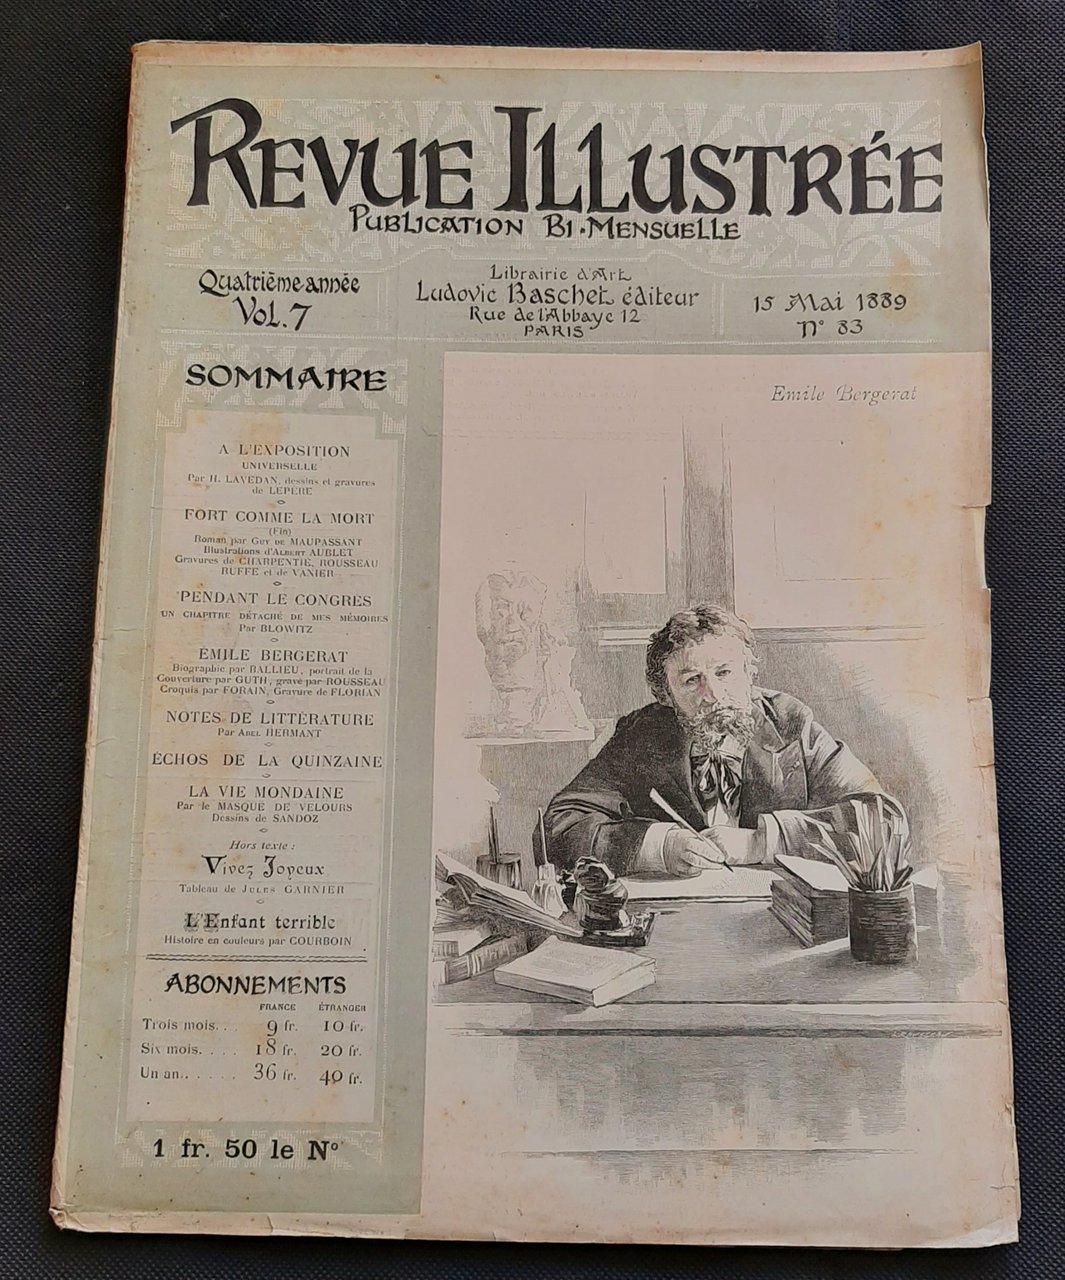 REVUE ILLUSTRÉE
PUBLICATION BI-MENSUELLE
Quatrième année
Vol. 7
Librairie d'Art
Ludovic Baschet éditeur
Rue de l'Abbaye 12
PARIS
15 Mai 1889
N° 83
SOMMAIRE
A L'EXPOSITION
UNIVERSELLE
Par H. LAVEDAN, dessins et gravures
de LEPÈRE
FORT COMME LA MORT
(Fin)
Roman par GUY DE MAUPASSANT
Illustrations d'ALBERT AUBLET
Gravures de CHARPENTIE, ROUSSEAU
RUFFE et de VANIER
PENDANT LE CONGRÈS
UN CHAPITRE DÉTACHÉ DE MES MÉMOIRES
Par BLOWITZ
ÉMILE BERGERAT
Biographie par BALLIEU, portrait de la
Couverture par GUTH, gravé par ROUSSEAU
Croquis par FORAIN, Gravure de FLORIAN
NOTES DE LITTÉRATURE
Par ABEL HERMANT
ÉCHOS DE LA QUINZAINE
LA VIE MONDAINE
Par le MASQUE DE VELOURS
Dessins de SANDOZ
Hors texte :
Vivez Joyeux
Tableau de JULES GARNIER
L'Enfant terrible
Histoire en couleurs par COURBOIN
ABONNEMENTS
FRANCE ÉTRANGER
Trois mois. . . 9 fr. 10 fr.
Six mois. . . . 18 fr. 20 fr.
Un an. . . . . . 36 fr. 40 fr.
1 fr. 50 le N°
Emile Bergerat